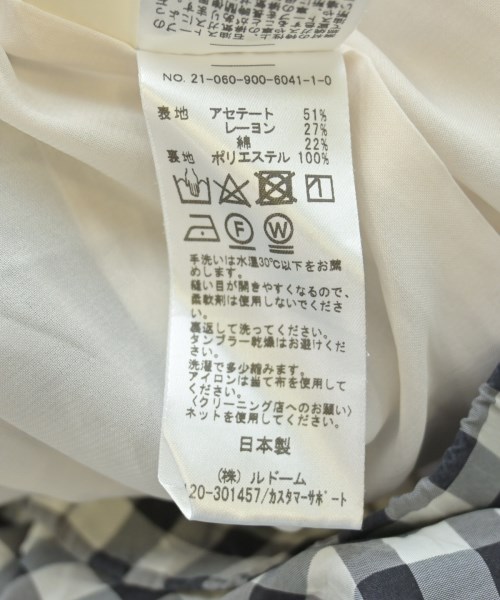 NO. 21-060-900-6041-1-0
表地 アセテート 51%
レーヨン 27%
綿 22%
裏地 ポリエステル 100%
F W
手洗いは水温30℃以下をお薦
めします。
縫い目が開きやすくなるので、
柔軟剤は使用しないでくださ
い。
裏返して洗ってください。
タンブラー乾燥はお避けくだ
さい。
洗濯で多少縮みます。
アイロンは当て布を使用して
ください。
〈クリーニング店へのお願い〉
ネットを使用してください。
日本製
(株) ルドーム
120-301457/カスタマーサポート